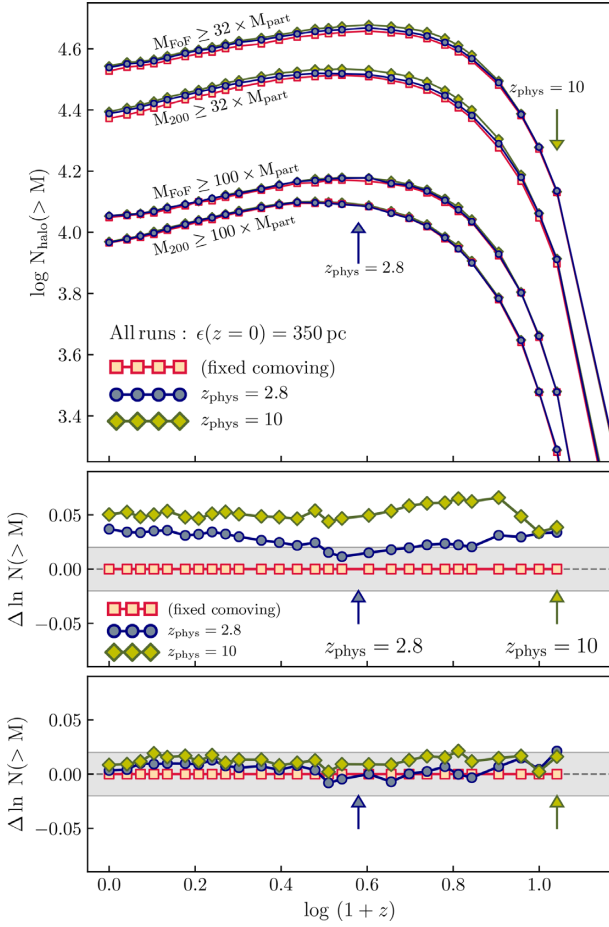 log N_halo(> M)
4.6
4.4
4.2
4.0
3.8
3.6
3.4
M_FoF ≥ 32 × M_part
M_200 ≥ 32 × M_part
M_FoF ≥ 100 × M_part
M_200 ≥ 100 × M_part
z_phys = 10
z_phys = 2.8
All runs : ϵ(z = 0) = 350 pc
(fixed comoving)
z_phys = 2.8
z_phys = 10
Δ ln N(> M)
0.05
0.00
−0.05
(fixed comoving)
z_phys = 2.8
z_phys = 10
z_phys = 2.8
z_phys = 10
Δ ln N(> M)
0.05
0.00
−0.05
0.0 0.2 0.4 0.6 0.8 1.0
log (1 + z)